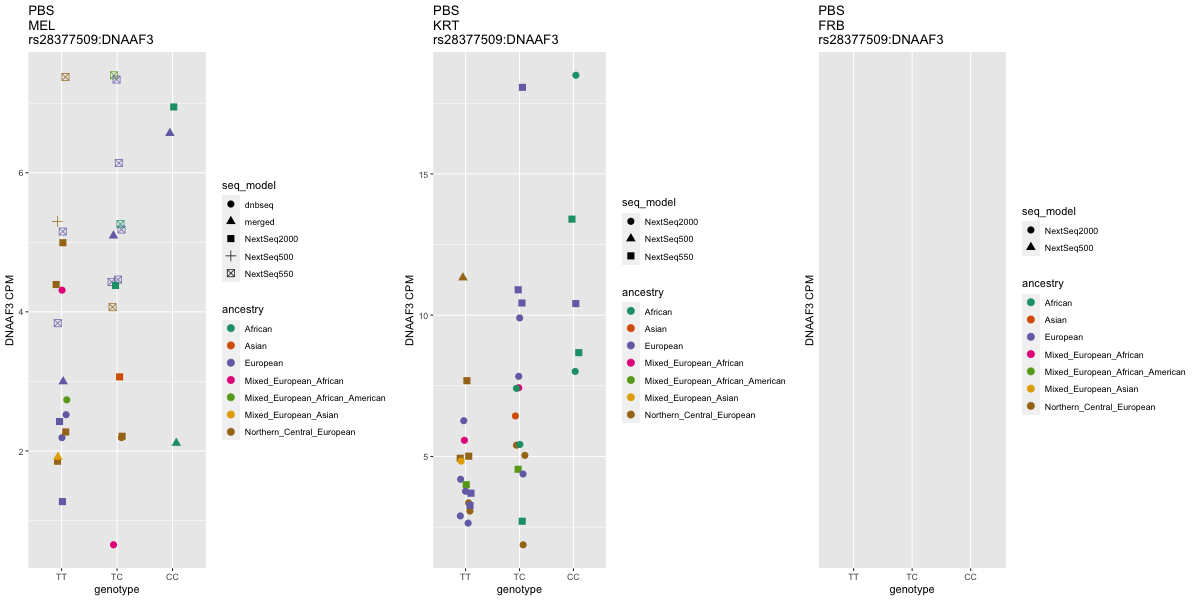 PBS
MEL
rs28377509:DNAAF3
DNAAF3 CPM
6
4
2
TT
TC
CC
genotype
seq_model
dnbseq
merged
NextSeq2000
NextSeq500
NextSeq550
ancestry
African
Asian
European
Mixed_European_African
Mixed_European_African_American
Mixed_European_Asian
Northern_Central_European
PBS
KRT
rs28377509:DNAAF3
DNAAF3 CPM
15
10
5
TT
TC
CC
genotype
seq_model
NextSeq2000
NextSeq500
NextSeq550
ancestry
African
Asian
European
Mixed_European_African
Mixed_European_African_American
Mixed_European_Asian
Northern_Central_European
PBS
FRB
rs28377509:DNAAF3
DNAAF3 CPM
TT
TC
CC
genotype
seq_model
NextSeq2000
NextSeq500
ancestry
African
Asian
European
Mixed_European_African
Mixed_European_African_American
Mixed_European_Asian
Northern_Central_European